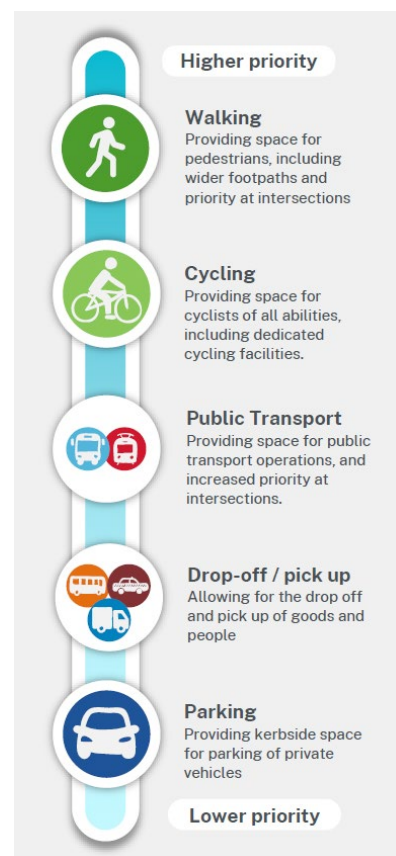 Higher priority
Walking
Providing space for
pedestrians, including
wider footpaths and
priority at intersections
Cycling
Providing space for
cyclists of all abilities,
including dedicated
cycling facilities.
Public Transport
Providing space for public
transport operations, and
increased priority at
intersections.
Drop-off / pick up
Allowing for the drop off
and pick up of goods and
people
Parking
Providing kerbside space
for parking of private
vehicles
Lower priority